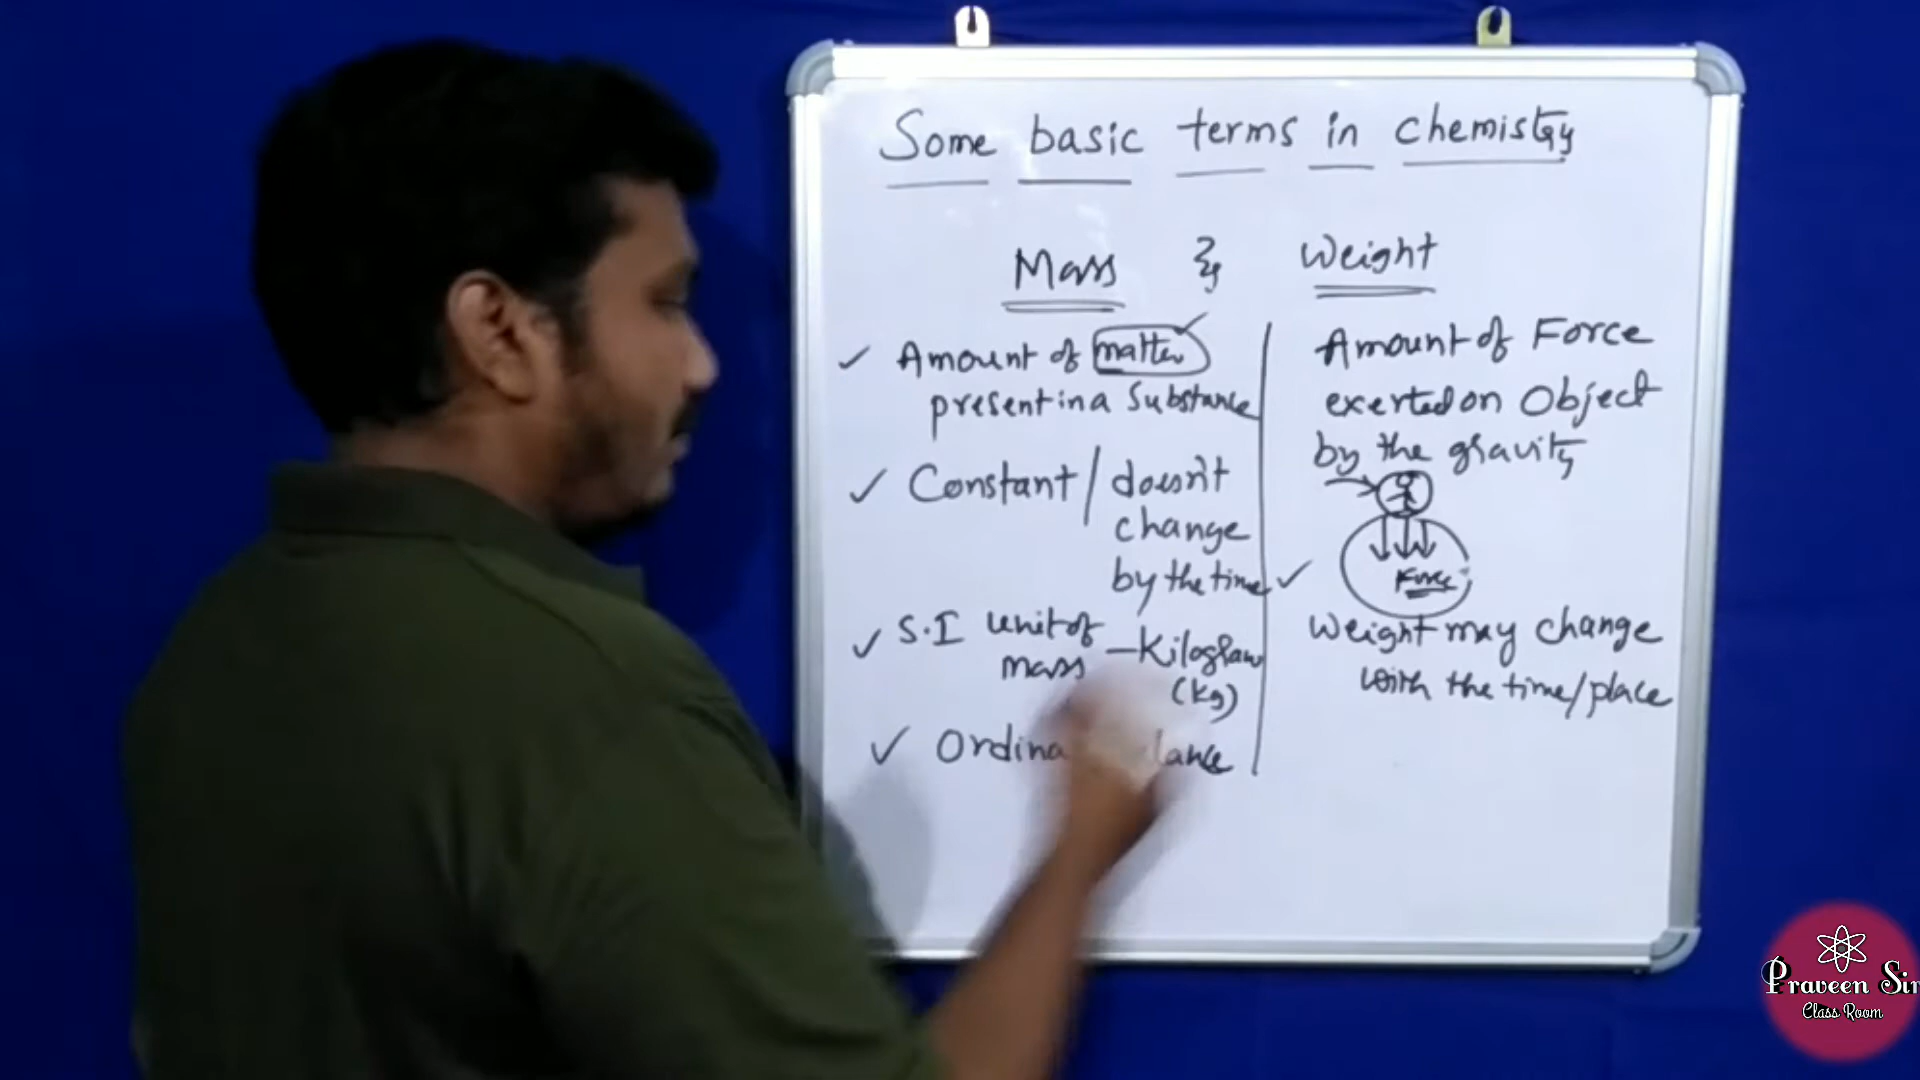 Some basic terms in chemistry
Mass & Weight
Amount of matter
present in a substance
Constant / doesn't
change
by the time
S.I unit of
mass
- Kilogram
(kg)
Amount of Force
exerted on Object
by the gravity
Force
Weight may change
with the time/place
Praveen Sir
Class Room